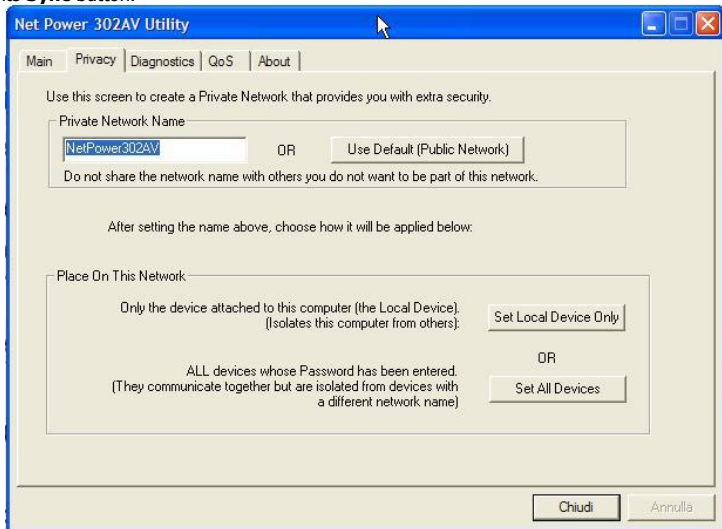 Sync button.
Net Power 302AV Utility
Main Privacy Diagnostics QoS About
Use this screen to create a Private Network that provides you with extra security.
Private Network Name
NetPower302AV OR Use Default (Public Network)
Do not share the network name with others you do not want to be part of this network.
After setting the name above, choose how it will be applied below:
Place On This Network
Only the device attached to this computer (the Local Device).
(Isolates this computer from others): Set Local Device Only
OR
ALL devices whose Password has been entered.
(They communicate together but are isolated from devices with Set All Devices
a different network name)
Chiudi Annulla